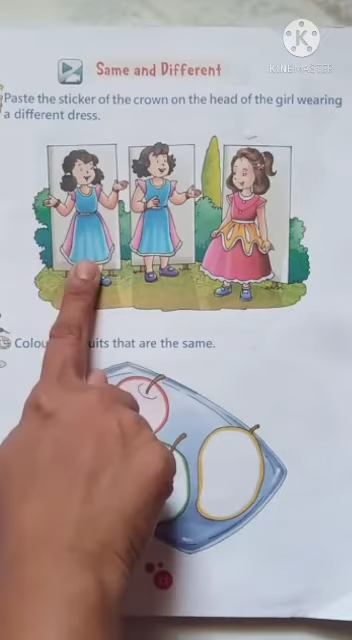 K
KINEMASTER
Same and Different
Paste the sticker of the crown on the head of the girl wearing
a different dress.
that are the same.